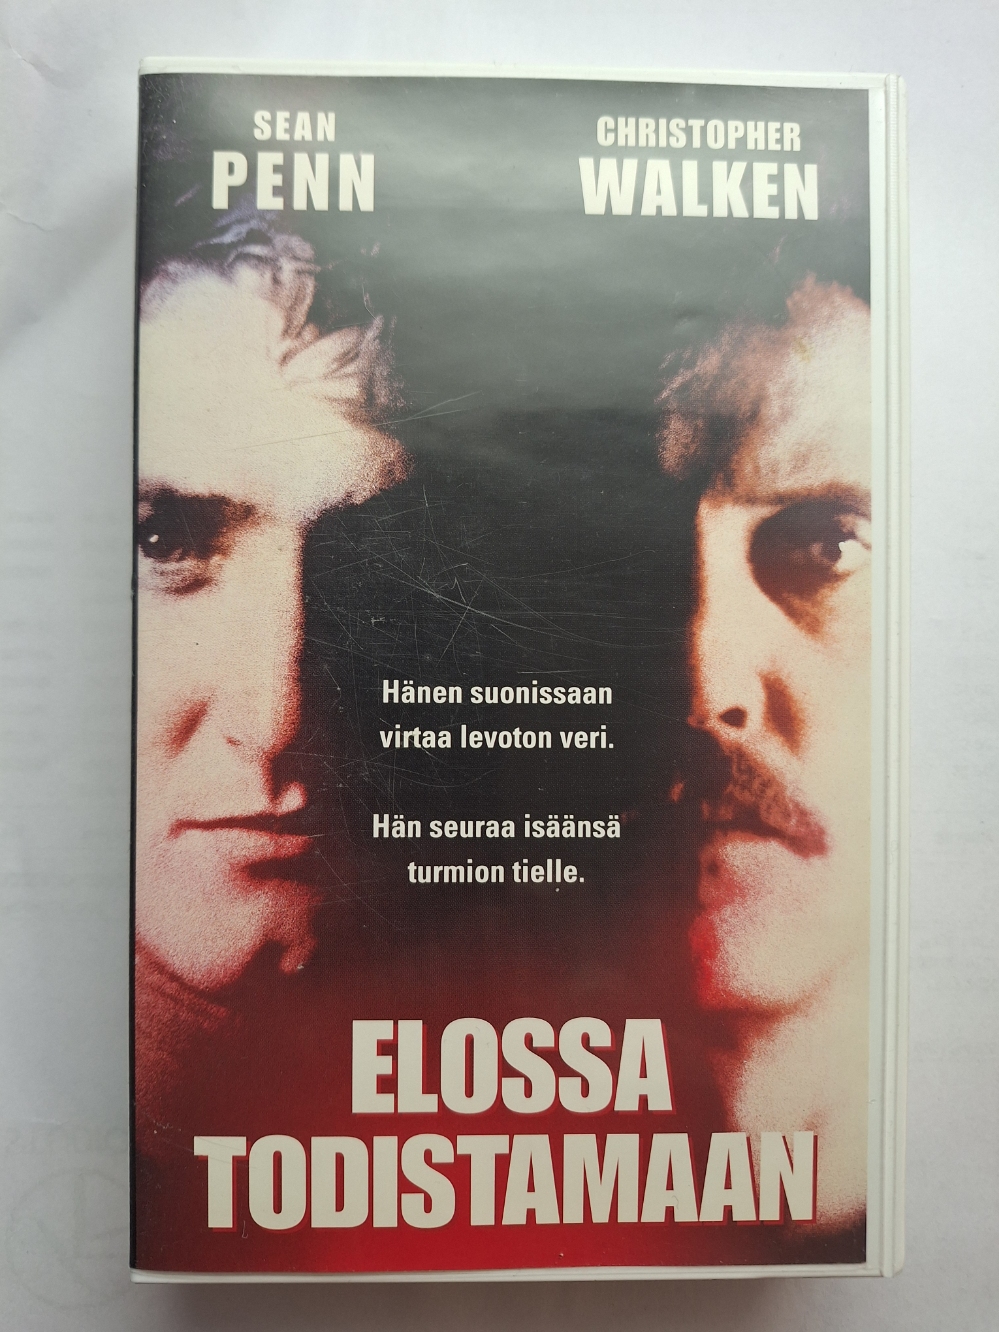 SEAN
PENN
CHRISTOPHER
WALKEN
Hänen suonissaan
virtaa levoton veri.
Hän seuraa isäänsä
turmion tielle.
ELOSSA
TODISTAMAAN